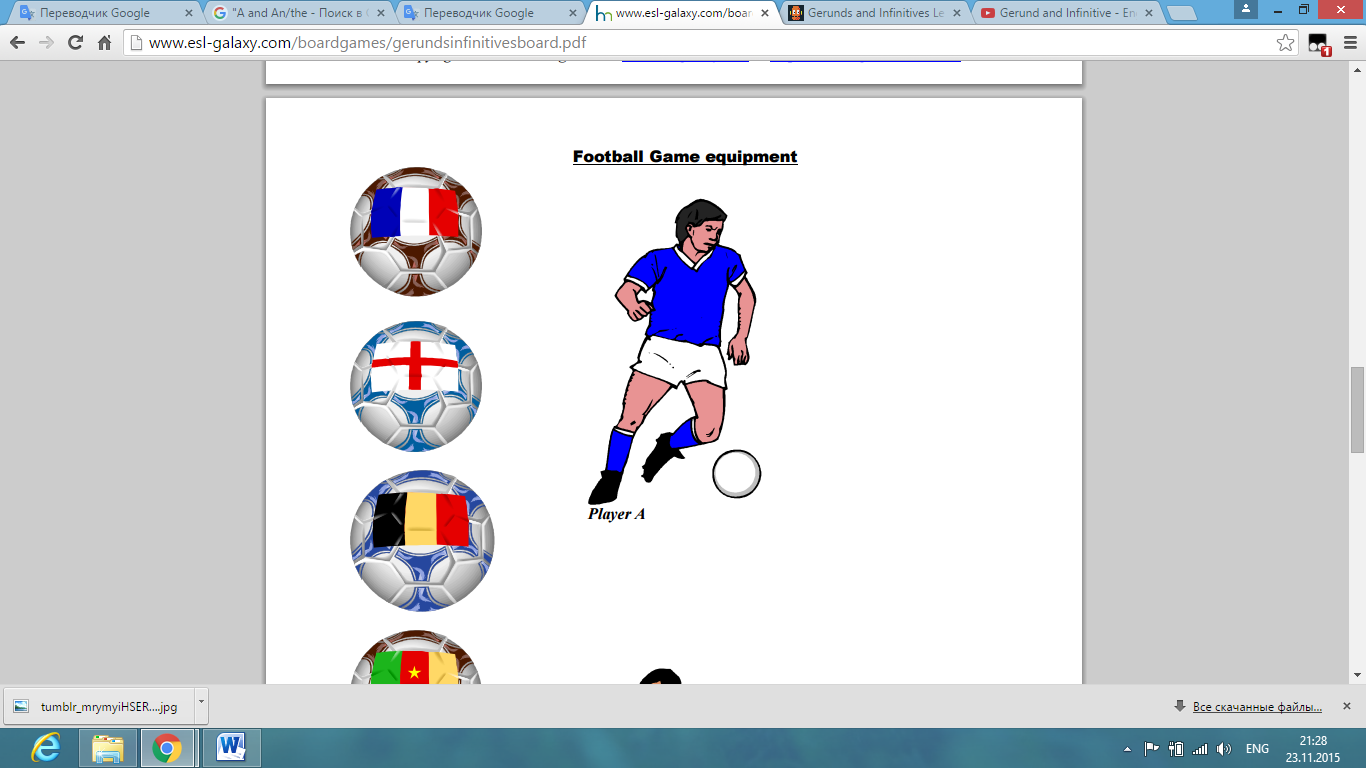 Переводчик Google
"A and An/the - Поиск в G
Переводчик Google
www.esl-galaxy.com/boar
Gerunds and Infinitives Le
Gerund and Infinitive - En
www.esl-galaxy.com/boardgames/gerundsinfinitivesboard.pdf
1
Football Game equipment
Player A
tumblr_mrymyiHSER....jpg
Все скачанные файлы...
ENG
21:28
23.11.2015